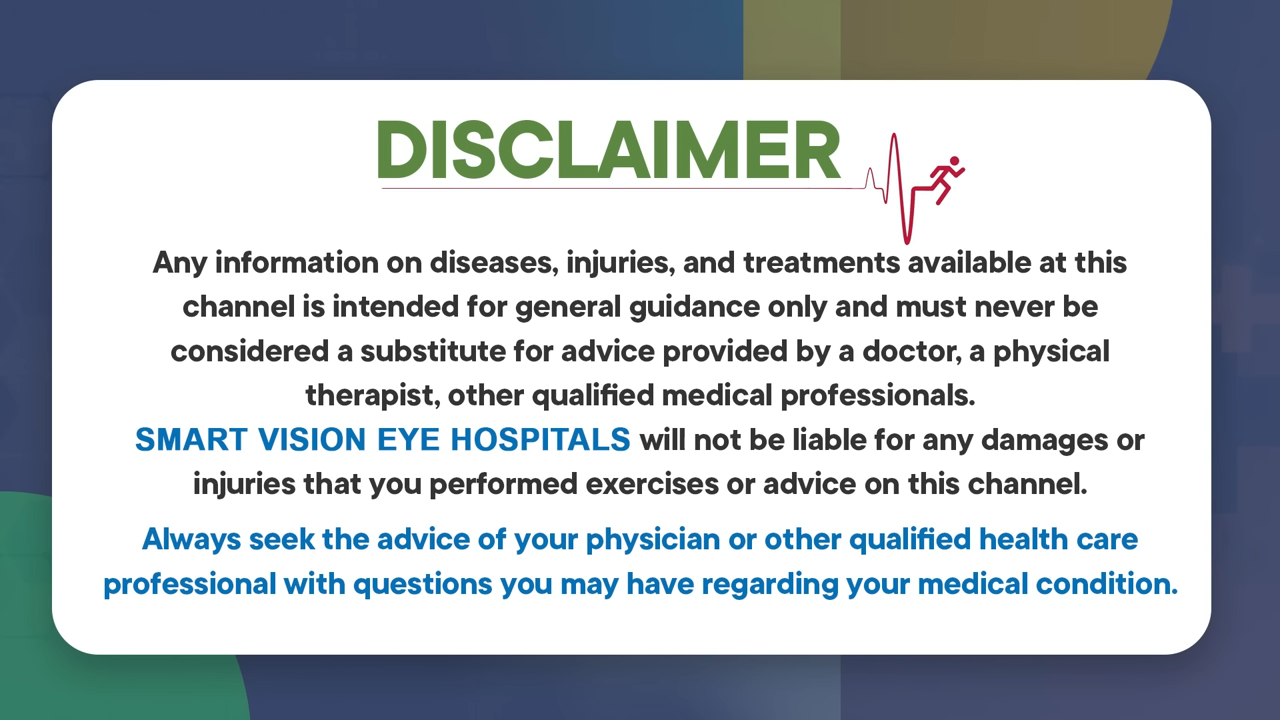 DISCLAIMER
Any information on diseases, injuries, and treatments available at this
channel is intended for general guidance only and must never be
considered a substitute for advice provided by a doctor, a physical
therapist, other qualified medical professionals.
SMART VISION EYE HOSPITALS will not be liable for any damages or
injuries that you performed exercises or advice on this channel.
Always seek the advice of your physician or other qualified health care
professional with questions you may have regarding your medical condition.